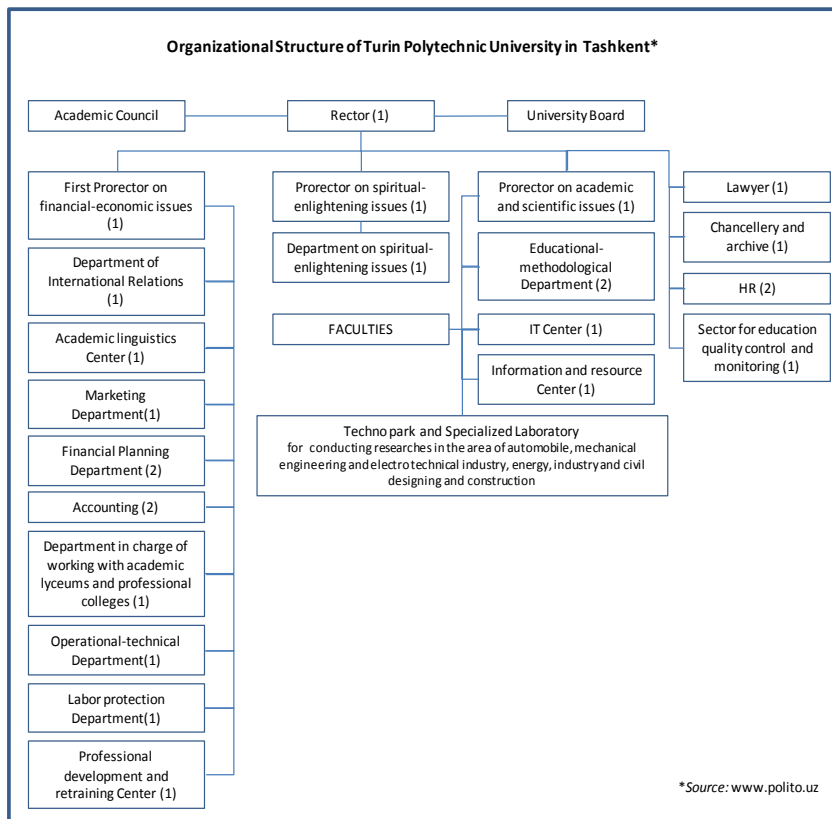 Organizational Structure of Turin Polytechnic University in Tashkent*
Academic Council
Rector (1)
University Board
First Prorector on
financial-economic issues
(1)
Department of
International Relations
(1)
Academic linguistics
Center (1)
Marketing
Department(1)
Financial Planning
Department (2)
Accounting (2)
Department in charge of
working with academic
lyceums and professional
colleges (1)
Operational-technical
Department(1)
Labor protection
Department(1)
Professional
development and
retraining Center (1)
Prorector on spiritual-
enlightening issues (1)
Department on spiritual-
enlightening issues (1)
FACULTIES
Prorector on academic
and scientific issues (1)
Educational-
methodological
Department (2)
IT Center (1)
Information and resource
Center (1)
Techno park and Specialized Laboratory
for conducting researches in the area of automobile, mechanical
engineering and electro technical industry, energy, industry and civil
designing and construction
Lawyer (1)
Chancellery and
archive (1)
HR (2)
Sector for education
quality control and
monitoring (1)
*Source: www.polito.uz